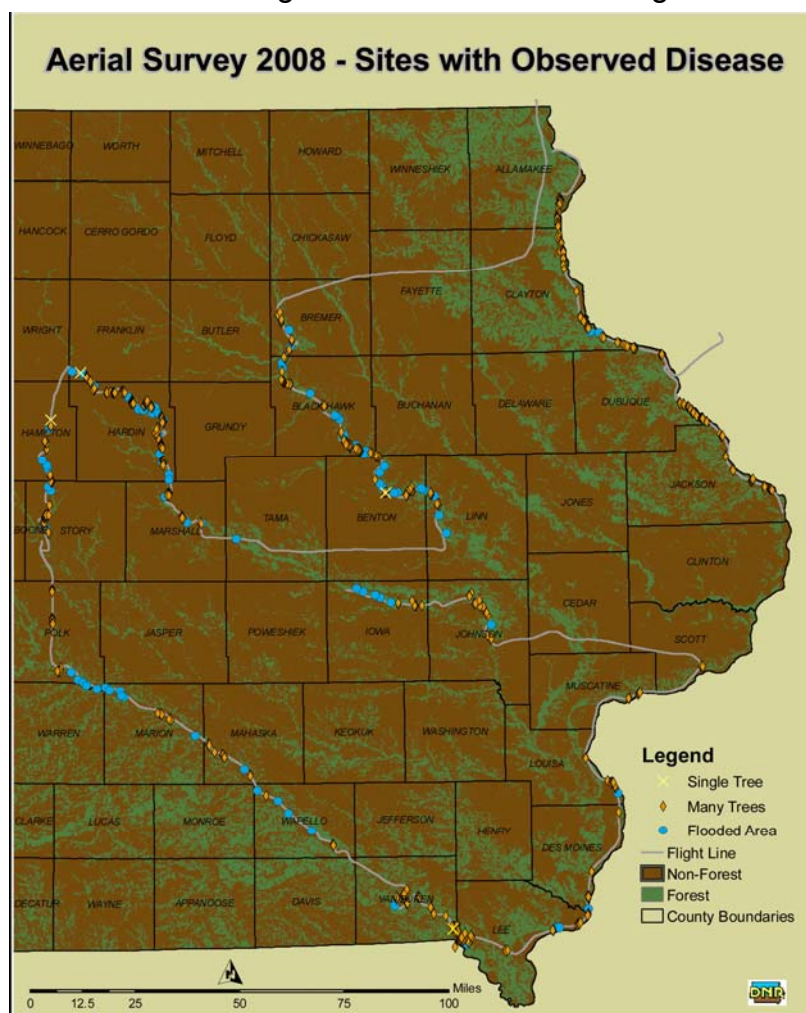 Aerial Survey 2008 - Sites with Observed Disease
WINNEBAGO WORTH MITCHELL HOWARD WINNESHIEK ALLAMAKEE
HANCOCK CERRO GORDO FLOYD CHICKASAW
WRIGHT FRANKLIN BUTLER BREMER FAYETTE CLAYTON
HAMILTON HARDIN GRUNDY BLACK HAWK BUCHANAN DELAWARE DUBUQUE
BOONE STORY MARSHALL TAMA BENTON LINN JONES JACKSON
CLINTON
POLK JASPER POWESHIEK IOWA JOHNSON CEDAR SCOTT
MUSCATINE
WARREN MARION MAHASKA KEOKUK WASHINGTON LOUISA
CLARKE LUCAS MONROE WAPELLO JEFFERSON HENRY DES MOINES
DECATUR WAYNE APPANOOSE DAVIS VAN BUREN LEE
Legend
Single Tree
Many Trees
Flooded Area
Flight Line
Non-Forest
Forest
County Boundaries
N
Miles
0 12.5 25 50 75 100
DNR